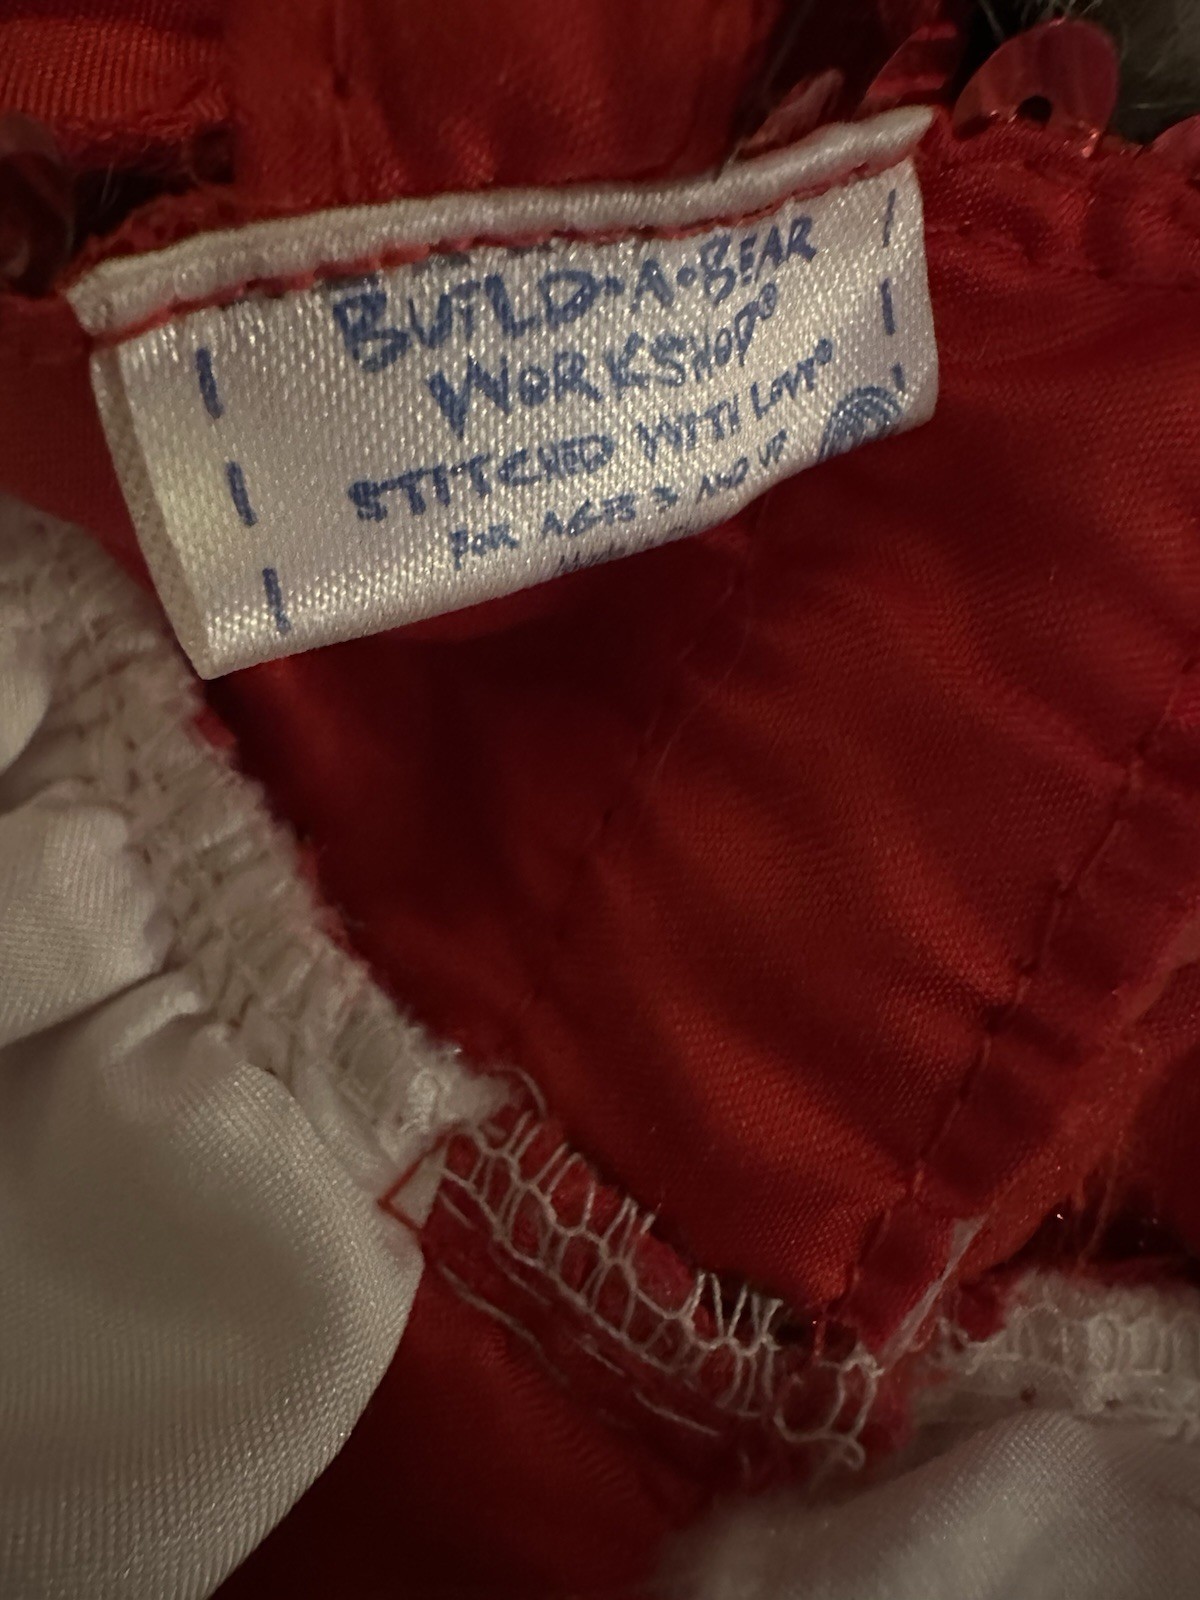 BUILD-A-BEAR
WORKSHOP®
STITCHED WITH LOVE®
FOR AGES 3 AND UP